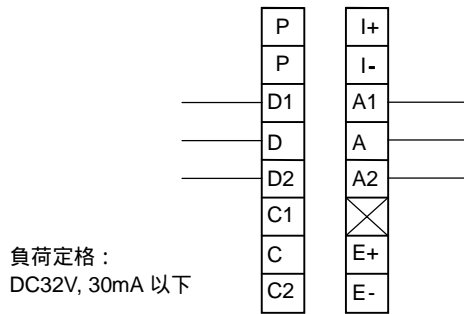 P I+
P I-
D1 A1
D A
D2 A2
C1
C E+
C2 E-
負荷定格：
DC32V, 30mA 以下